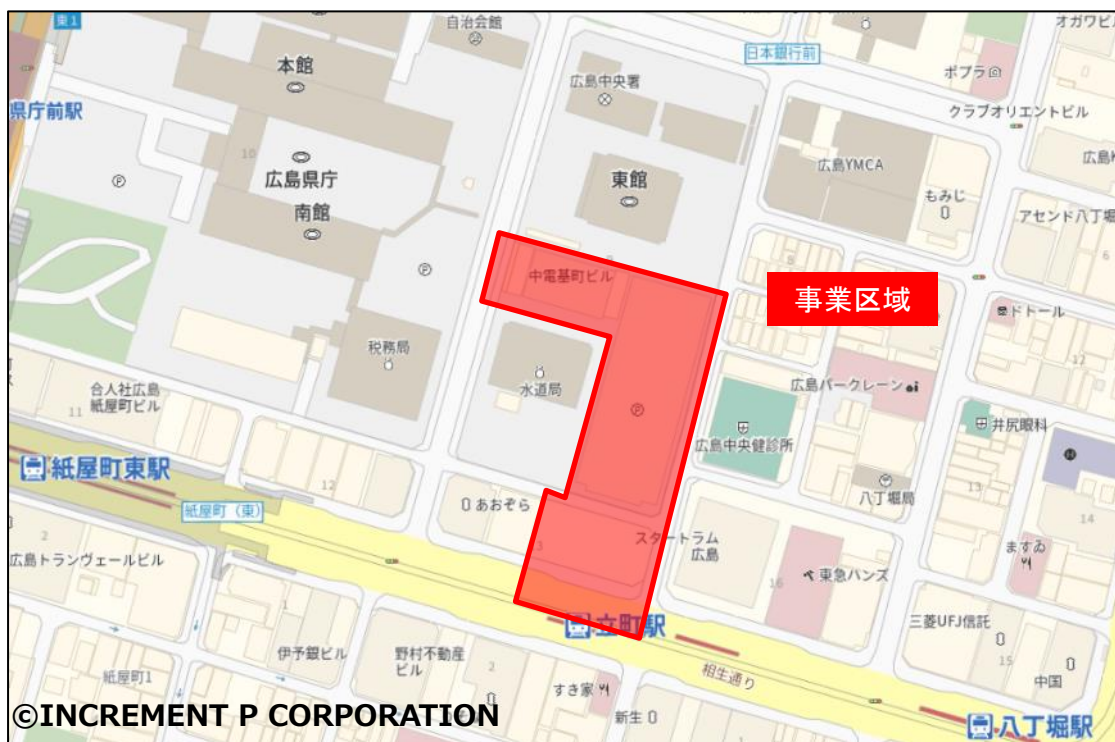 東1
自治会館
オガワビル
本館
日本銀行前
ポプラ
広島中央署
クラブオリエントビル
県庁前駅
10
広島YMCA
広島県庁
東館
もみじ
南館
アセンド八丁堀
中電基町ビル
9
8
6
事業区域
ドトール
税務局
水道局
12
合人社広島
紙屋町ビル
11
広島パークレーン
井尻眼科
広島中央健診所
紙屋町東駅
12
八丁堀局
13
あおぞら
紙屋町(東)
スタートラム
広島
13
14
2
広島トランヴェールビル
ますゐ
16
東急ハンズ
1
立町駅
三菱UFJ信託
15
伊予銀ビル
野村不動産
ビル
2
相生通り
紙屋町1
すき家
新生
中国
©INCREMENT P CORPORATION
八丁堀駅